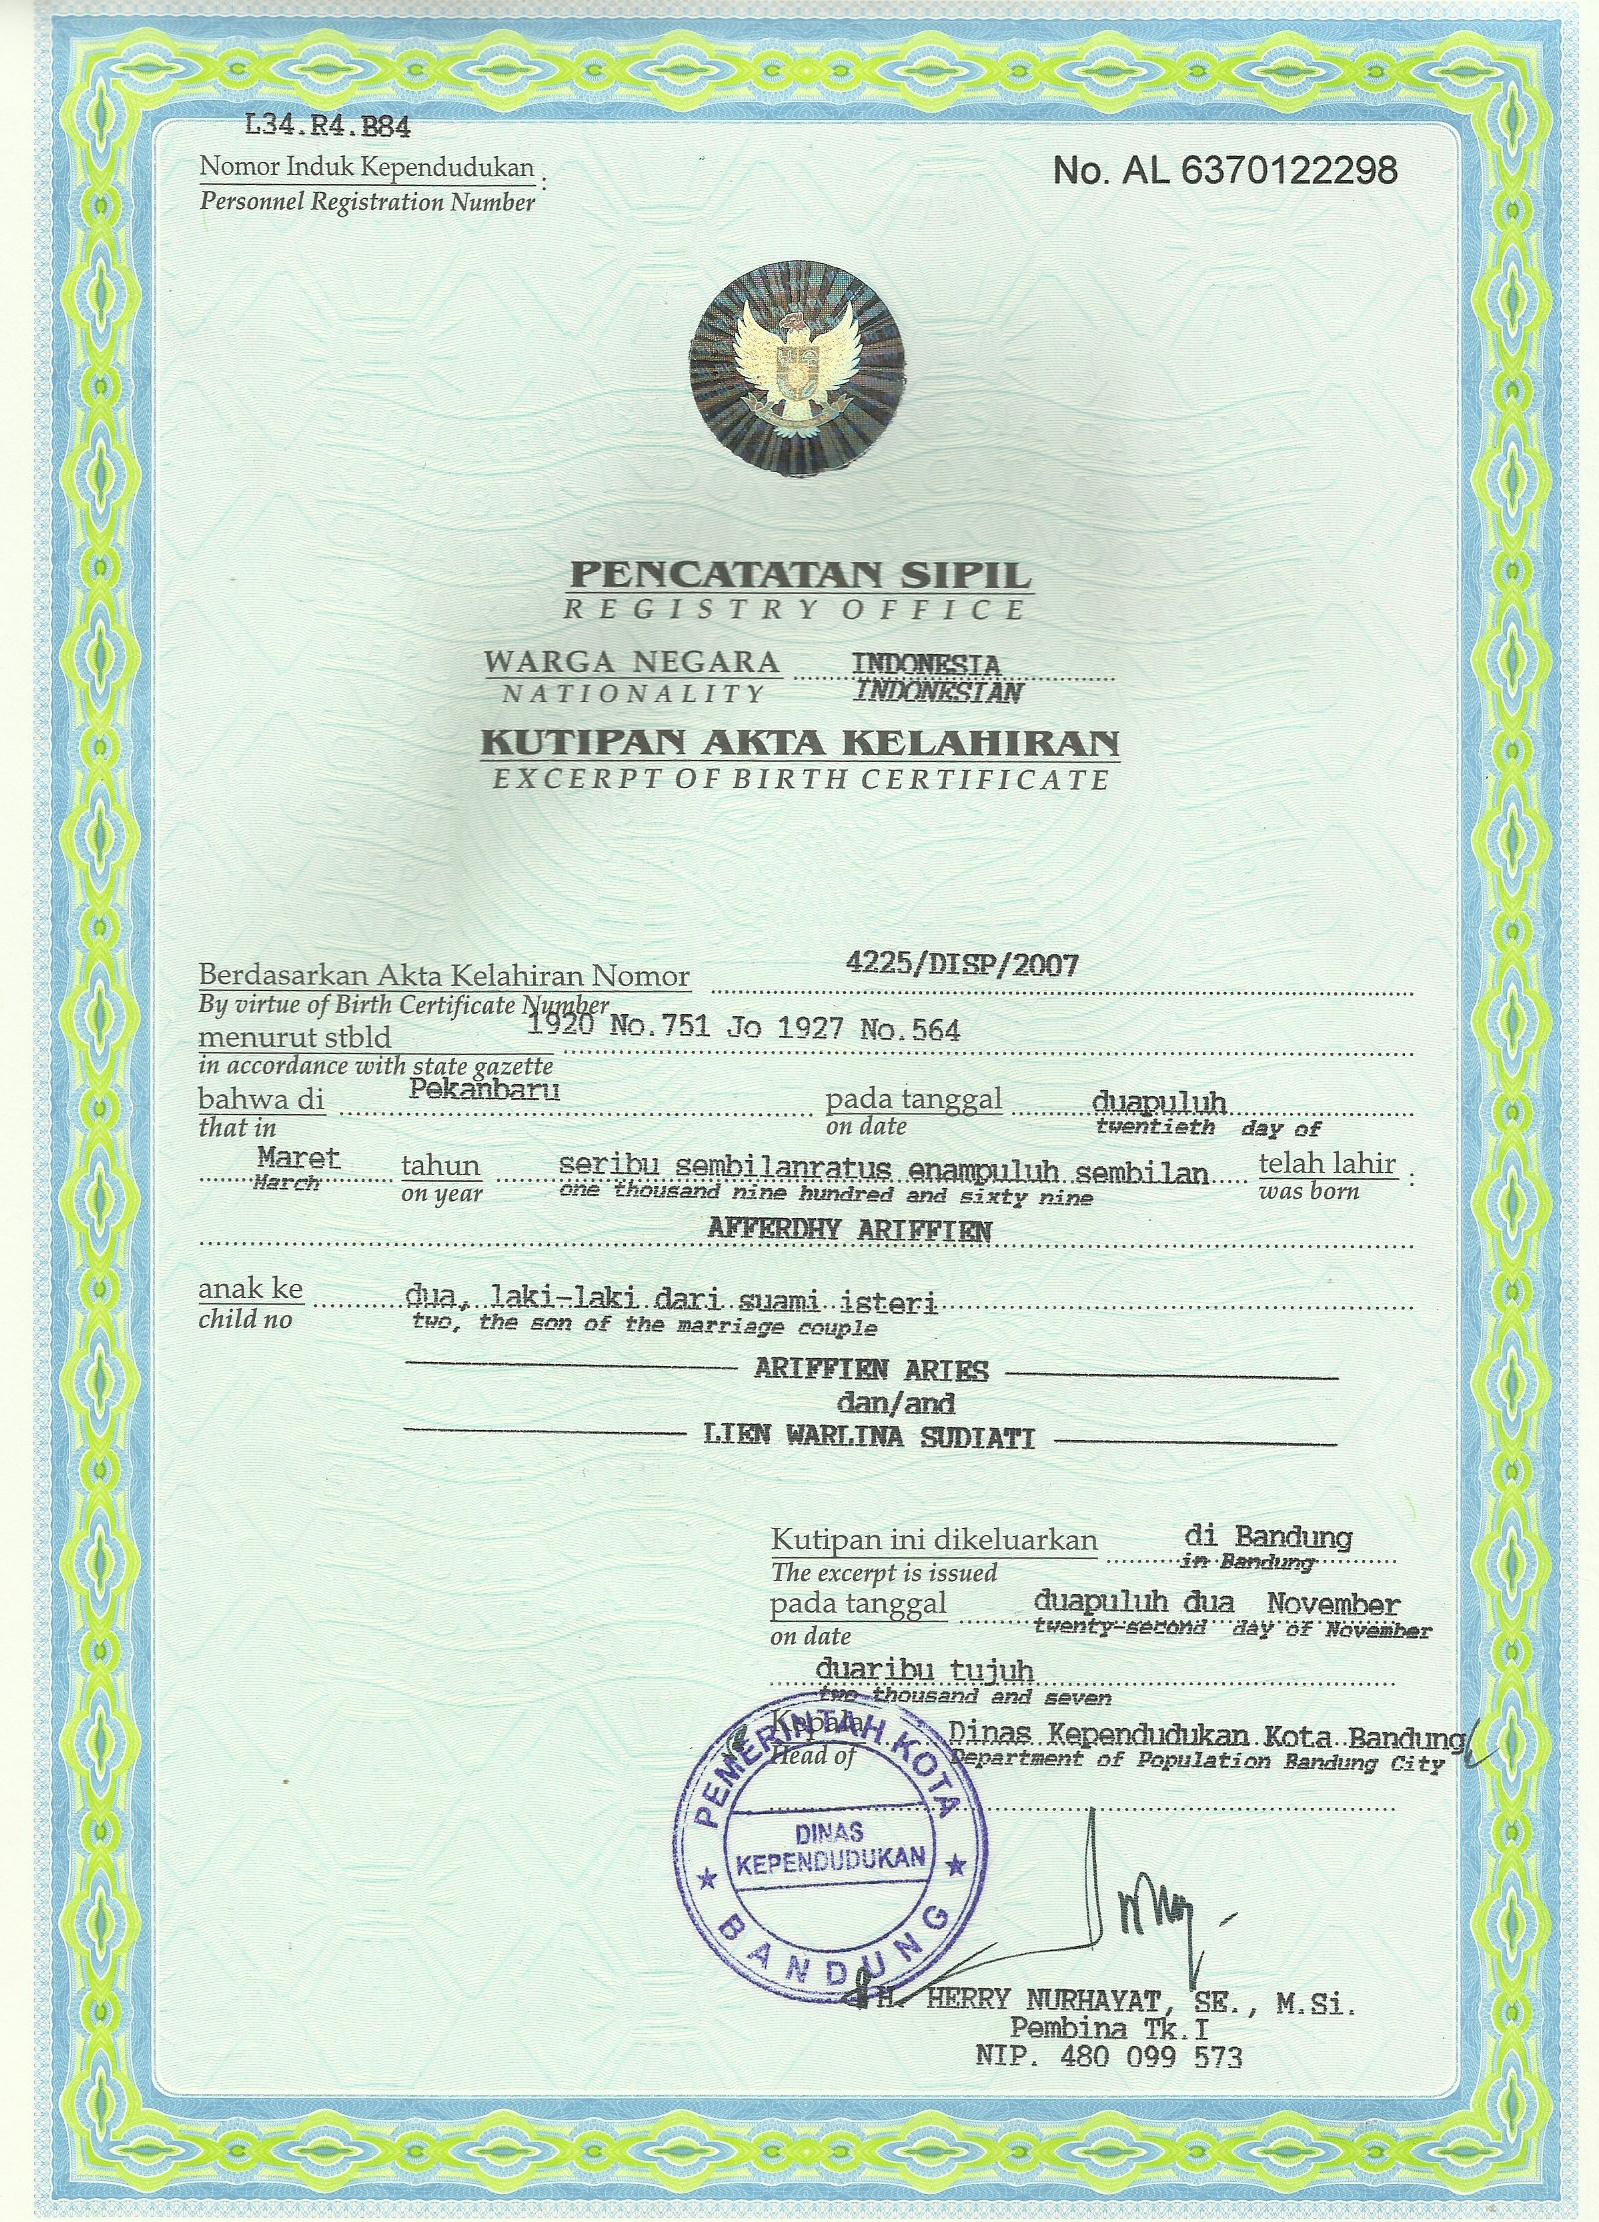 L34.R4.B84
Nomor Induk Kependudukan :
Personnel Registration Number
No. AL 6370122298
PENCATATAN SIPIL
REGISTRY OFFICE
WARGA NEGARA INDONESIA
NATIONALITY INDONESIAN
KUTIPAN AKTA KELAHIRAN
EXCERPT OF BIRTH CERTIFICATE
Berdasarkan Akta Kelahiran Nomor 4225/DISP/2007
By virtue of Birth Certificate Number
menurut stbld 1920 No.751 Jo 1927 No.564
in accordance with state gazette
bahwa di Pekanbaru pada tanggal duapuluh
that in on date twentieth day of
Maret tahun seribu sembilanratus enampuluh sembilan telah lahir :
March on year one thousand nine hundred and sixty nine was born
AFFERDHY ARIFFIEN
anak ke dua, laki-laki dari suami isteri
child no two, the son of the marriage couple
ARIFFIEN ARIES
dan/and
LIEN WARLINA SUDIATI
Kutipan ini dikeluarkan di Bandung
The excerpt is issued in Bandung
pada tanggal duapuluh dua November
on date twenty-second day of November
duaribu tujuh
two thousand and seven
Kepala Dinas Kependudukan Kota Bandung
Head of Department of Population Bandung City
PEMERINTAH KOTA
DINAS
KEPENDUDUKAN
BANDUNG
H. HERRY NURHAYAT, SE., M.Si.
Pembina Tk.I
NIP. 480 099 573